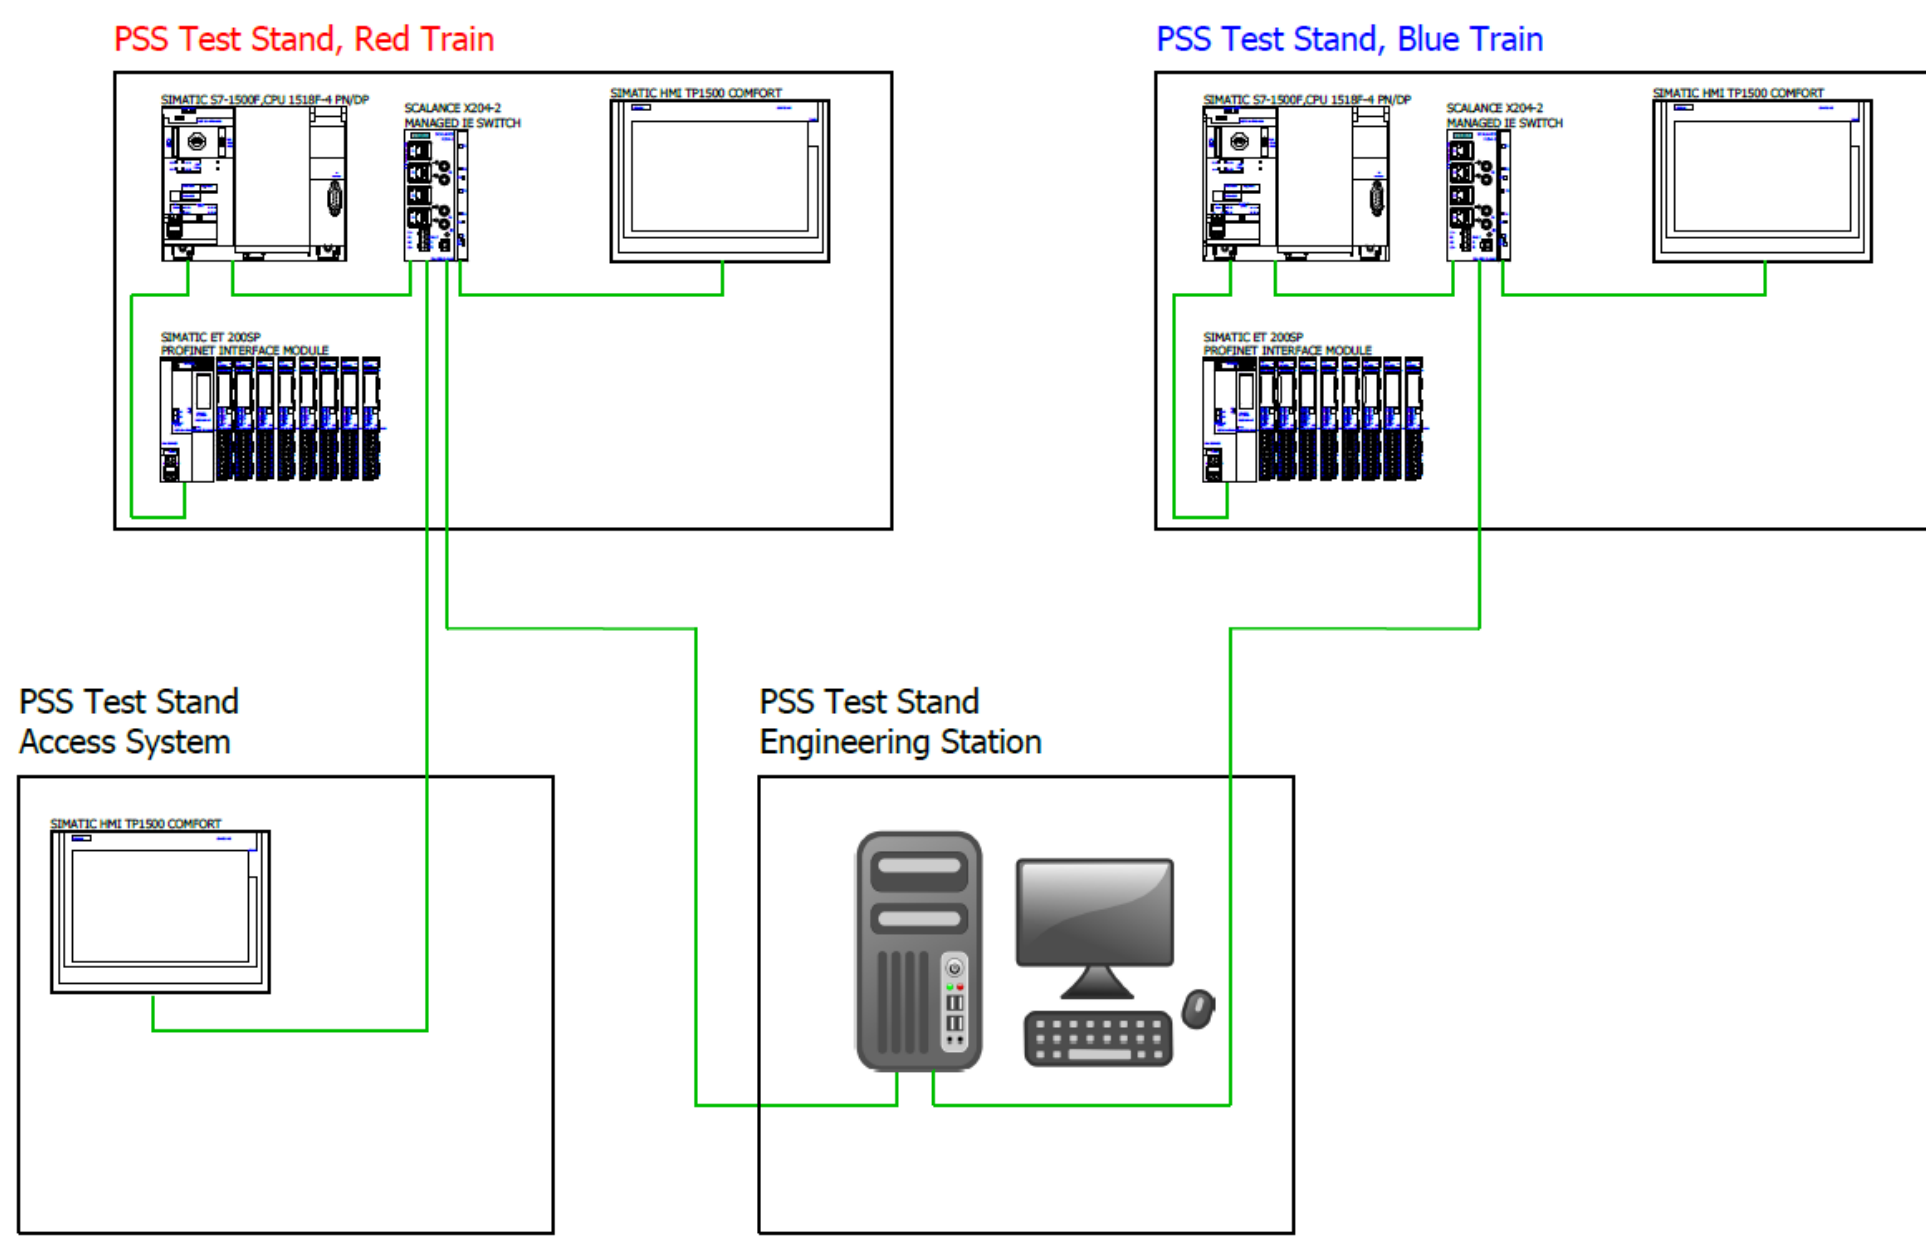 PSS Test Stand, Red Train
PSS Test Stand, Blue Train
SIMATIC S7-1500F,CPU 1518F-4 PN/DP
SCALANCE X204-2
MANAGED IE SWITCH
SIMATIC HMI TP1500 COMFORT
SIMATIC ET 200SP
PROFINET INTERFACE MODULE
SIMATIC S7-1500F,CPU 1518F-4 PN/DP
SCALANCE X204-2
MANAGED IE SWITCH
SIMATIC HMI TP1500 COMFORT
SIMATIC ET 200SP
PROFINET INTERFACE MODULE
PSS Test Stand
Access System
SIMATIC HMI TP1500 COMFORT
PSS Test Stand
Engineering Station